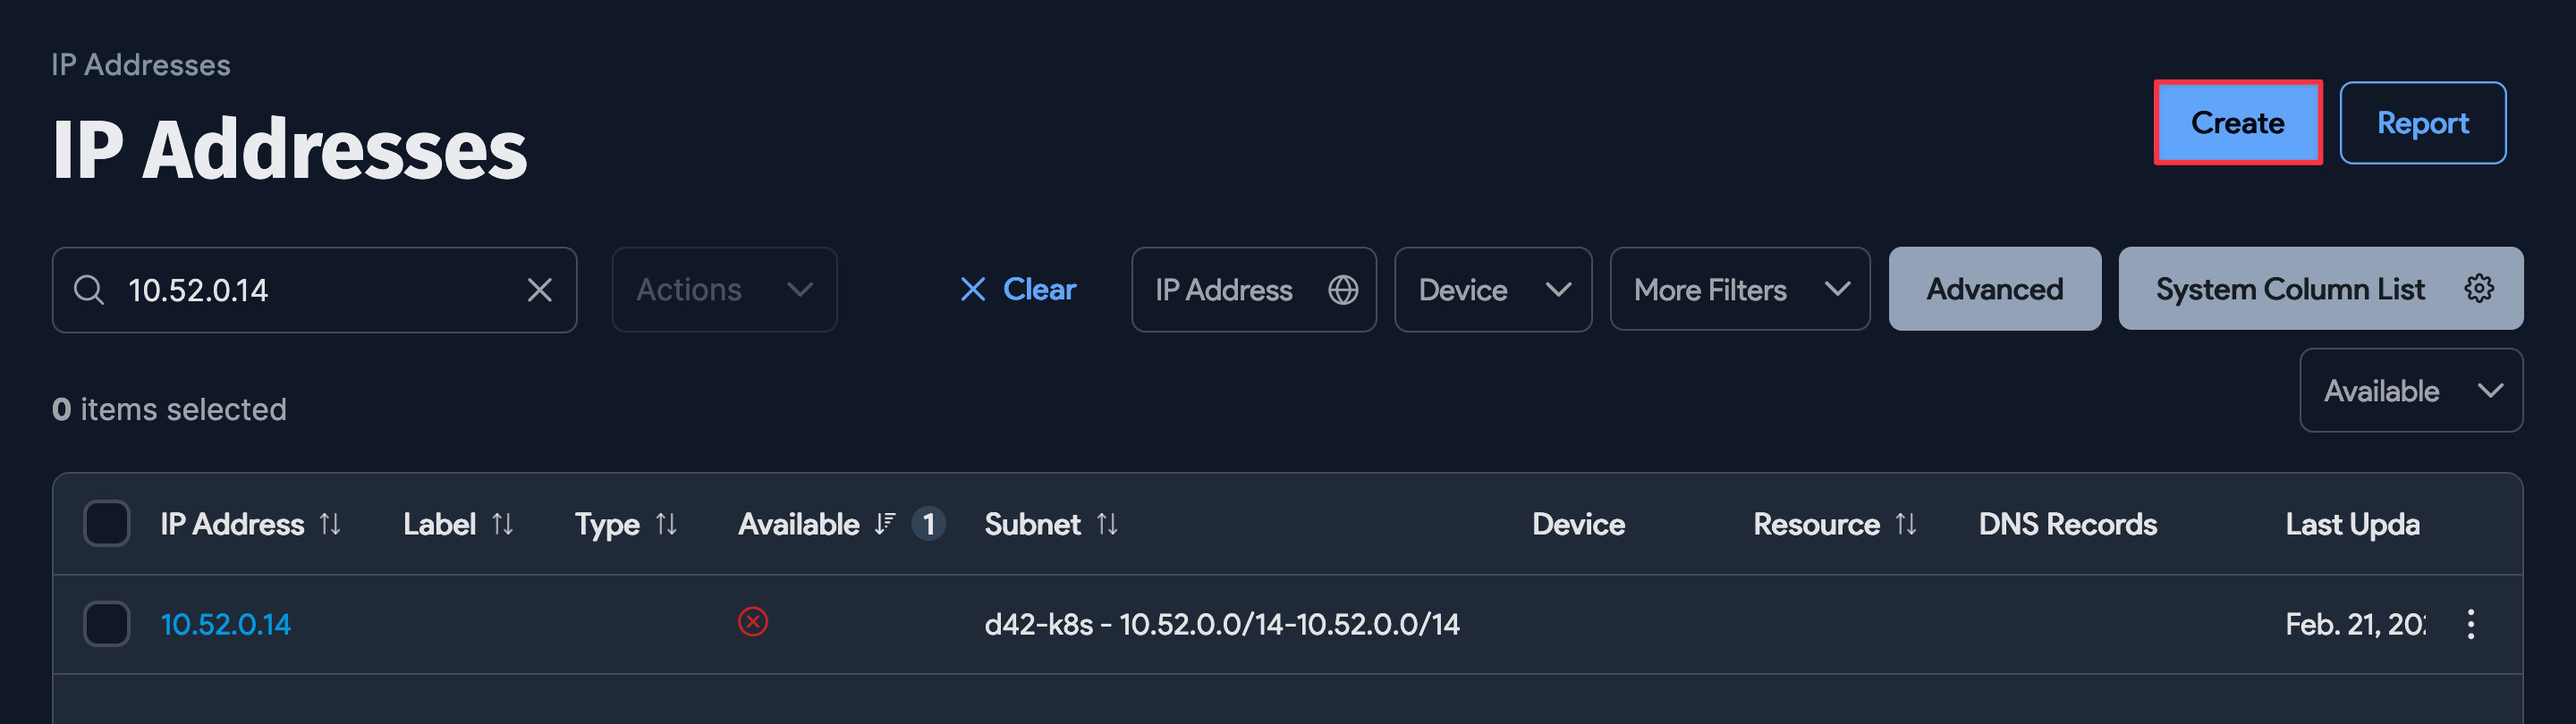 IP Addresses
IP Addresses
Create
Report
10.52.0.14
Actions
Clear
IP Address
Device
More Filters
Advanced
System Column List
0 items selected
Available
IP Address Label Type Available 1 Subnet Device Resource DNS Records Last Upda
10.52.0.14 d42-k8s - 10.52.0.0/14-10.52.0.0/14 Feb. 21, 202